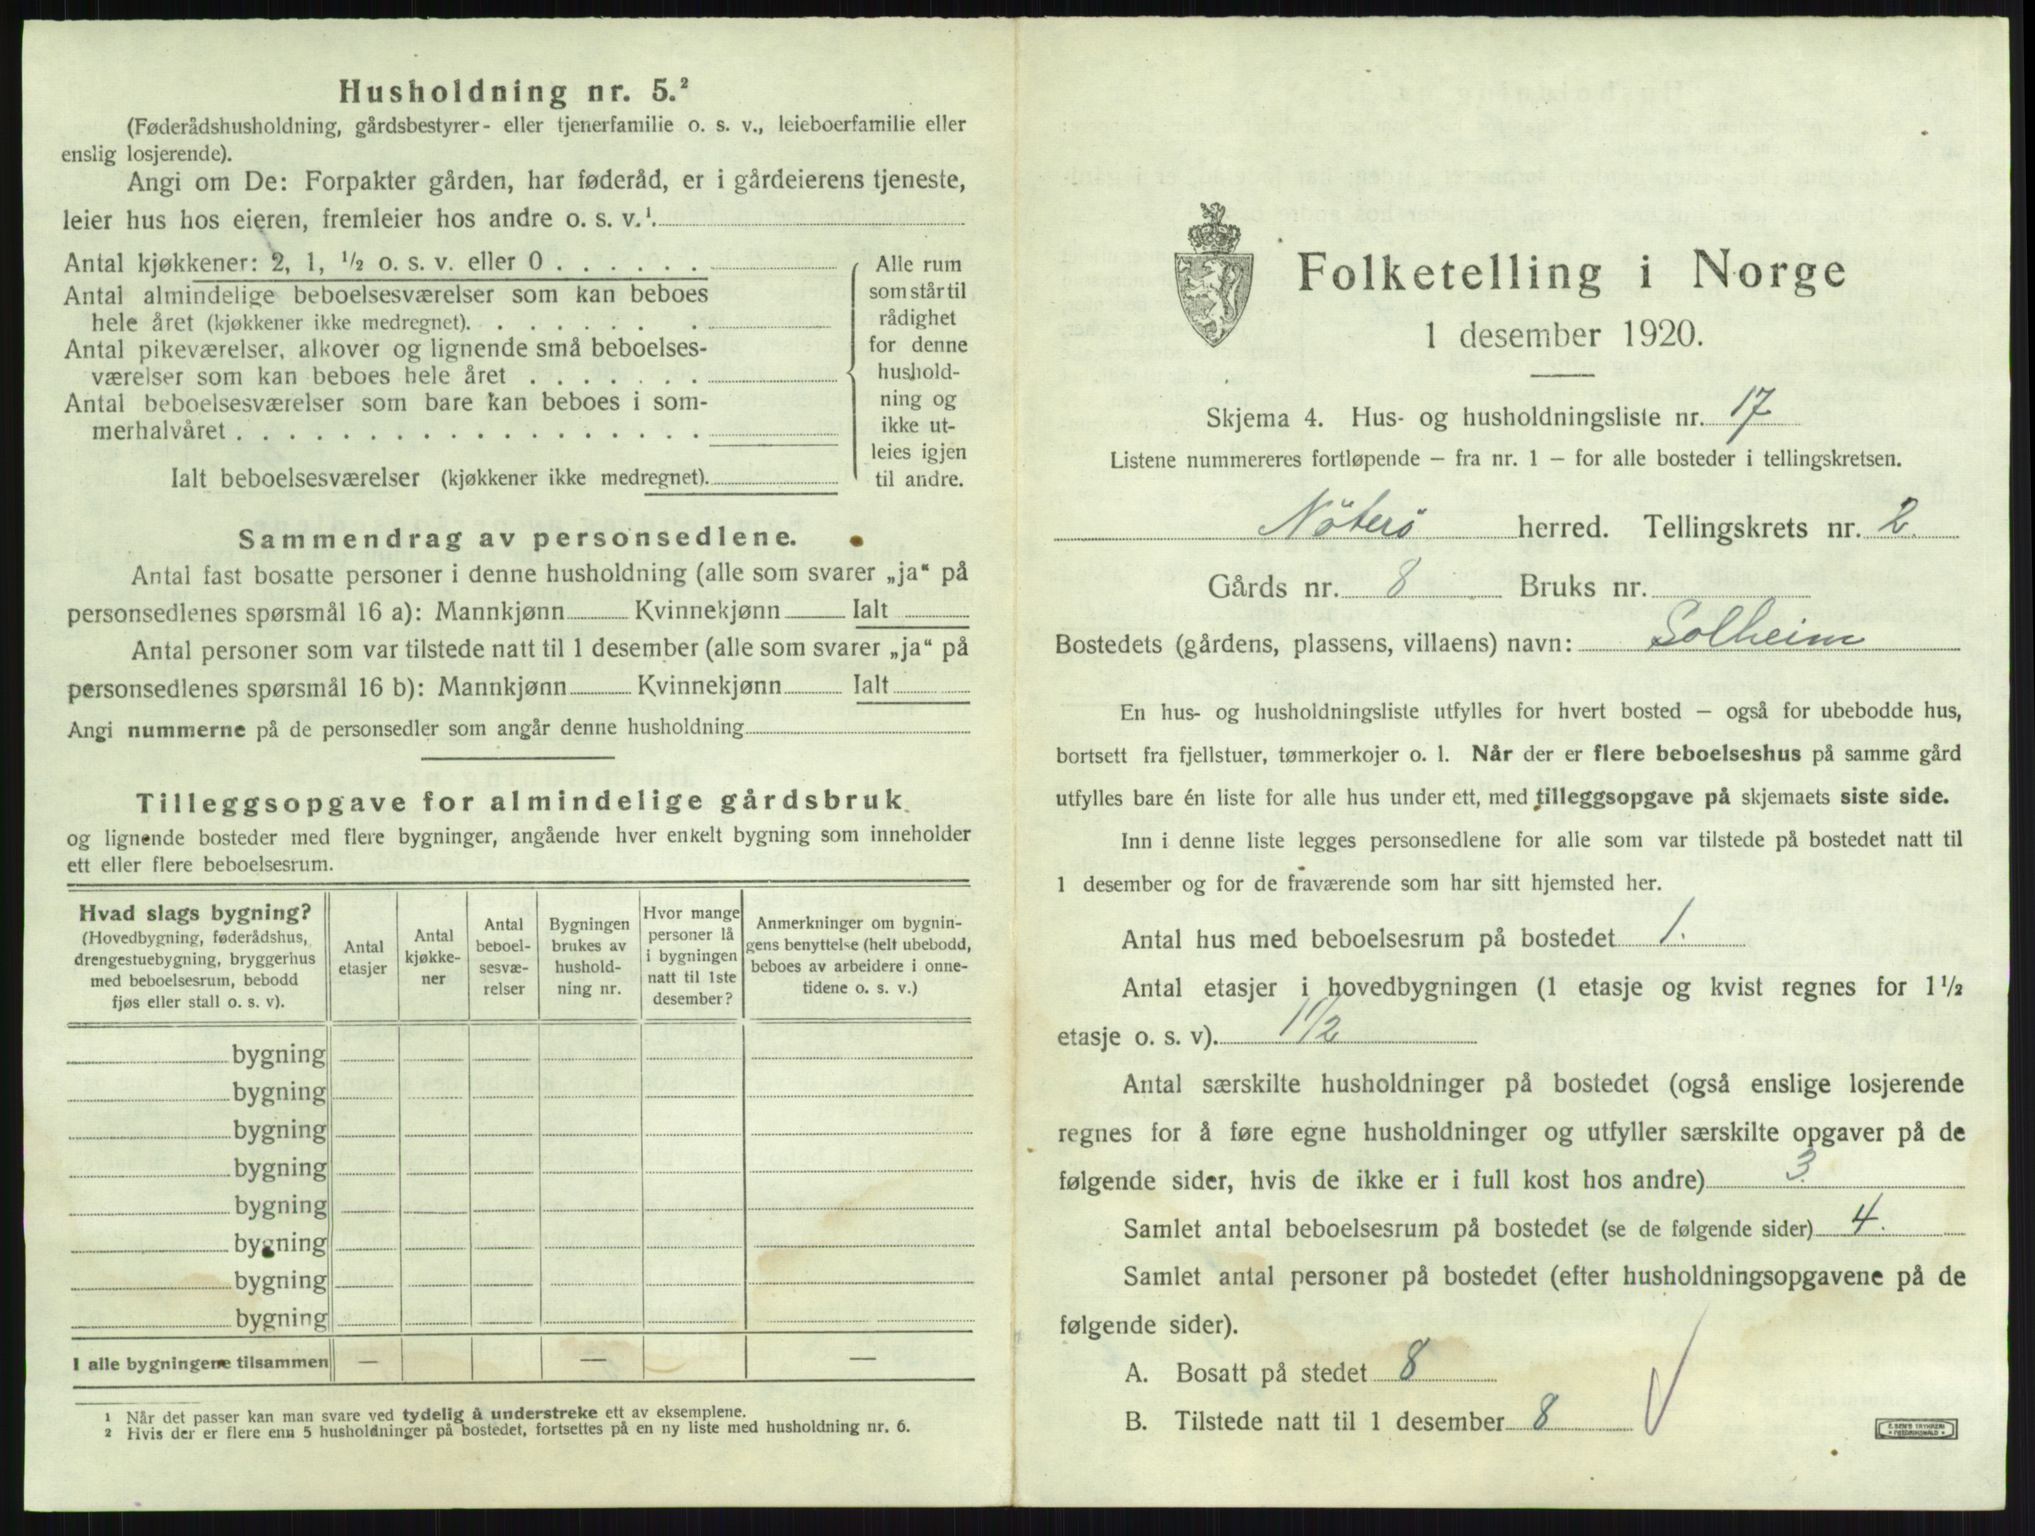 Husholdning nr. 5.²
(Føderådshusholdning, gårdsbestyrer- eller tjenerfamilie o. s. v., leieboerfamilie eller
enslig losjerende).
Angi om De: Forpakter gården, har føderåd, er i gårdeierens tjeneste,
leier hus hos eieren, fremleier hos andre o. s. v.¹
Antal kjøkkener: 2, 1, ½ o. s. v. eller 0 . . . . . .
Antal almindelige beboelsesværelser som kan beboes
hele året (kjøkkener ikke medregnet). . . . . . . .
Antal pikeværelser, alkover og lignende små beboelses-
værelser som kan beboes hele året . . . . . . .
Antal beboelsesværelser som bare kan beboes i som-
merhalvåret . . . . . . . . . . . . . . . . . .
Ialt beboelsesværelser (kjøkkener ikke medregnet).
Alle rum
som står til
rådighet
for denne
hushold-
ning og
ikke ut-
leies igjen
til andre.
Sammendrag av personsedlene.
Antal fast bosatte personer i denne husholdning (alle som svarer „ja“ på
personsedlenes spørsmål 16 a): Mannkjønn Kvinnekjønn Ialt
Antal personer som var tilstede natt til 1 desember (alle som svarer „ja“ på
personsedlenes spørsmål 16 b): Mannkjønn Kvinnekjønn Ialt
Angi nummerne på de personsedler som angår denne husholdning
Tilleggsopgave for almindelige gårdsbruk
og lignende bosteder med flere bygninger, angående hver enkelt bygning som inneholder
ett eller flere beboelsesrum.
Hvad slags bygning?
(Hovedbygning, føderådshus,
drengestuebygning, bryggerhus
med beboelsesrum, bebodd
fjøs eller stall o. s. v).
Antal
etasjer
Antal
kjøkke-
ner
Antal
beboel-
sesvæ-
relser
Bygningen
brukes av
hushold-
ning nr.
Hvor mange
personer lå
i bygningen
natt til 1ste
desember?
Anmerkninger om bygnin-
gens benyttelse (helt ubebodd,
beboes av arbeidere i onne-
tidene o. s. v.)
bygning
bygning
bygning
bygning
bygning
bygning
bygning
bygning
I alle bygningene tilsammen — — —
¹ Når det passer kan man svare ved tydelig å understreke ett av eksemplene.
² Hvis der er flere enn 5 husholdninger på bostedet, fortsettes på en ny liste med husholdning nr. 6.
Folketelling i Norge
1 desember 1920.
Skjema 4. Hus- og husholdningsliste nr. 17
Listene nummereres fortløpende – fra nr. 1 – for alle bosteder i tellingskretsen.
Nöterö herred. Tellingskrets nr. 2.
Gårds nr. 8 Bruks nr.
Bostedets (gårdens, plassens, villaens) navn: Solheim
En hus- og husholdningsliste utfylles for hvert bosted – også for ubebodde hus,
bortsett fra fjellstuer, tømmerkojer o. l. Når der er flere beboelseshus på samme gård
utfylles bare én liste for alle hus under ett, med tilleggsopgave på skjemaets siste side.
Inn i denne liste legges personsedlene for alle som var tilstede på bostedet natt til
1 desember og for de fraværende som har sitt hjemsted her.
Antal hus med beboelsesrum på bostedet 1.
Antal etasjer i hovedbygningen (1 etasje og kvist regnes for 1½
etasje o. s. v). 1 1/2
Antal særskilte husholdninger på bostedet (også enslige losjerende
regnes for å føre egne husholdninger og utfyller særskilte opgaver på de
følgende sider, hvis de ikke er i full kost hos andre) 3.
Samlet antal beboelsesrum på bostedet (se de følgende sider) 4.
Samlet antal personer på bostedet (efter husholdningsopgavene på de
følgende sider).
A. Bosatt på stedet 8
B. Tilstede natt til 1 desember 8